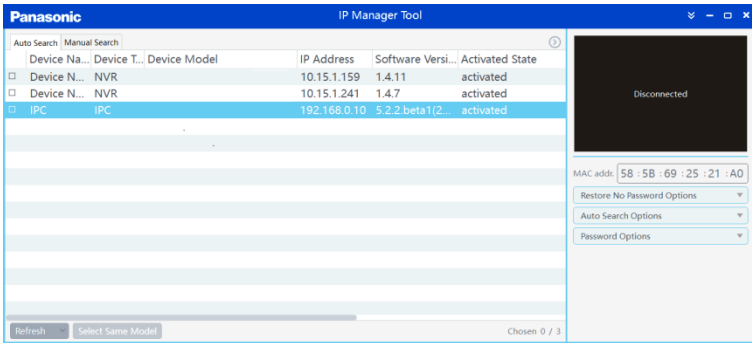 Panasonic IP Manager Tool
Auto Search Manual Search
Device Na... Device T... Device Model IP Address Software Versi... Activated State
Device N... NVR 10.15.1.159 1.4.11 activated
Device N... NVR 10.15.1.241 1.4.7 activated
IPC IPC 192.168.0.10 5.2.2.beta1(2... activated
Refresh Select Same Model Chosen 0 / 3
Disconnected
MAC addr. 58 : 5B : 69 : 25 : 21 : A0
Restore No Password Options
Auto Search Options
Password Options